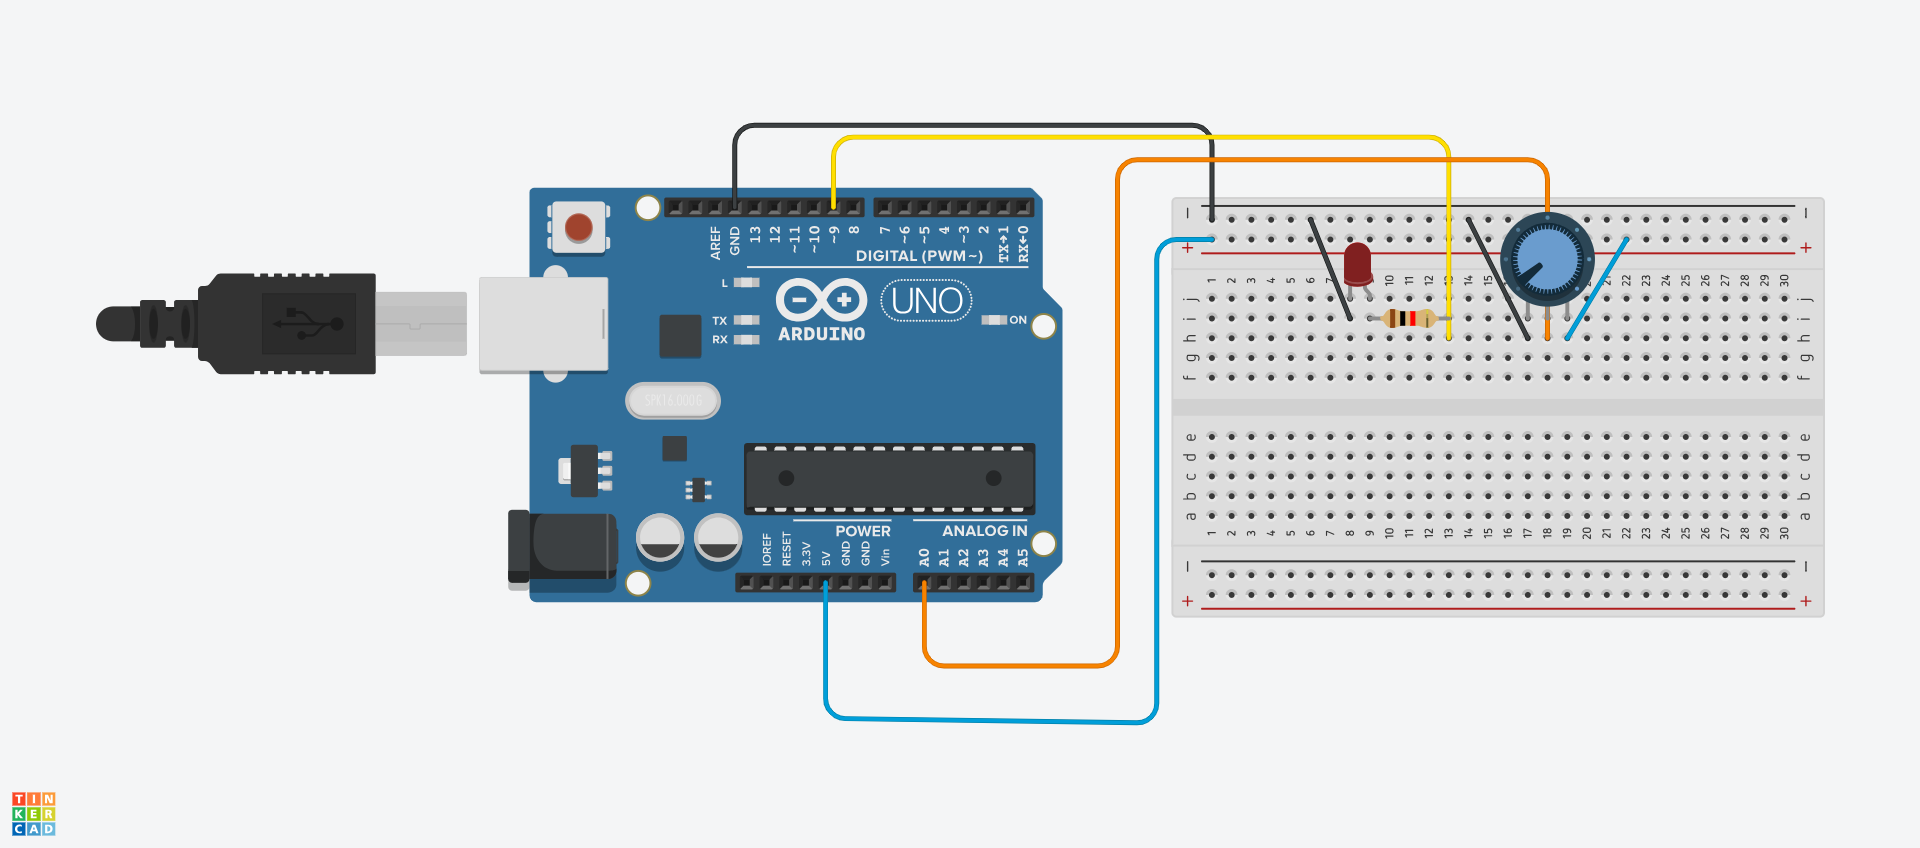 AREF
GND
13
12
~11
~10
~9
8
7
~6
~5
4
~3
2
TX→1
RX←0
DIGITAL (PWM~)
L
TX
RX
ARDUINO
UNO
ON
SPK16.000G
POWER
ANALOG IN
IOREF
RESET
3.3V
5V
GND
GND
Vin
A0
A1
A2
A3
A4
A5
− −
+ +
1 2 3 4 5 6 7 8 9 10 11 12 13 14 15 20 21 22 23 24 25 26 27 28 29 30
j j
i i
h h
g g
f f
e e
d d
c c
b b
a a
1 2 3 4 5 6 7 8 9 10 11 12 13 14 15 16 17 18 19 20 21 22 23 24 25 26 27 28 29 30
− −
+ +
TIN
KER
CAD